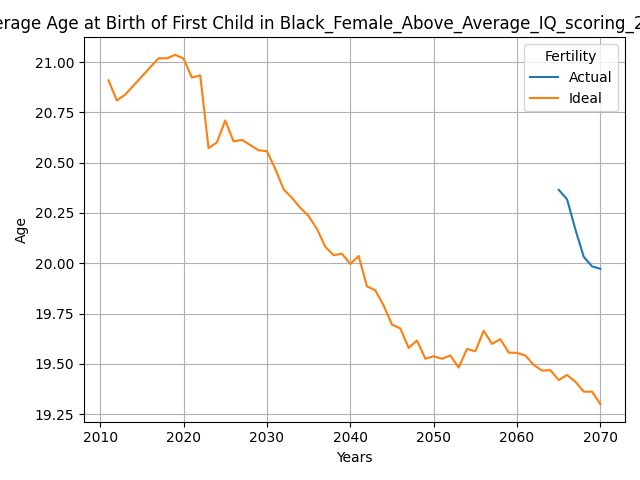 erage Age at Birth of First Child in Black_Female_Above_Average_IQ_scoring_2
Fertility
Actual
Ideal
21.00
20.75
20.50
20.25
20.00
19.75
19.50
19.25
Age
2010 2020 2030 2040 2050 2060 2070
Years